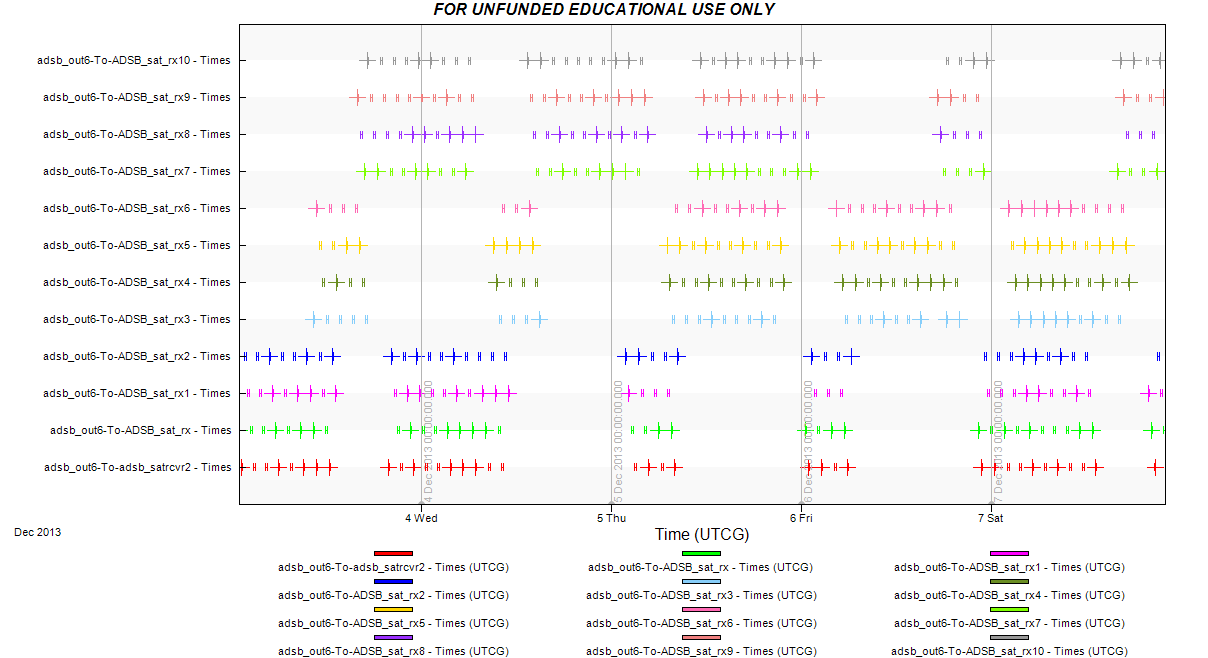 FOR UNFUNDED EDUCATIONAL USE ONLY
adsb_out6-To-ADSB_sat_rx10 - Times
adsb_out6-To-ADSB_sat_rx9 - Times
adsb_out6-To-ADSB_sat_rx8 - Times
adsb_out6-To-ADSB_sat_rx7 - Times
adsb_out6-To-ADSB_sat_rx6 - Times
adsb_out6-To-ADSB_sat_rx5 - Times
adsb_out6-To-ADSB_sat_rx4 - Times
adsb_out6-To-ADSB_sat_rx3 - Times
adsb_out6-To-ADSB_sat_rx2 - Times
adsb_out6-To-ADSB_sat_rx1 - Times
adsb_out6-To-ADSB_sat_rx - Times
adsb_out6-To-adsb_satrcvr2 - Times
4 Dec 2013 00:00:00.000
5 Dec 2013 00:00:00.000
6 Dec 2013 00:00:00.000
7 Dec 2013 00:00:00.000
4 Wed
5 Thu
6 Fri
7 Sat
Dec 2013
Time (UTCG)
adsb_out6-To-adsb_satrcvr2 - Times (UTCG)
adsb_out6-To-ADSB_sat_rx - Times (UTCG)
adsb_out6-To-ADSB_sat_rx1 - Times (UTCG)
adsb_out6-To-ADSB_sat_rx2 - Times (UTCG)
adsb_out6-To-ADSB_sat_rx3 - Times (UTCG)
adsb_out6-To-ADSB_sat_rx4 - Times (UTCG)
adsb_out6-To-ADSB_sat_rx5 - Times (UTCG)
adsb_out6-To-ADSB_sat_rx6 - Times (UTCG)
adsb_out6-To-ADSB_sat_rx7 - Times (UTCG)
adsb_out6-To-ADSB_sat_rx8 - Times (UTCG)
adsb_out6-To-ADSB_sat_rx9 - Times (UTCG)
adsb_out6-To-ADSB_sat_rx10 - Times (UTCG)